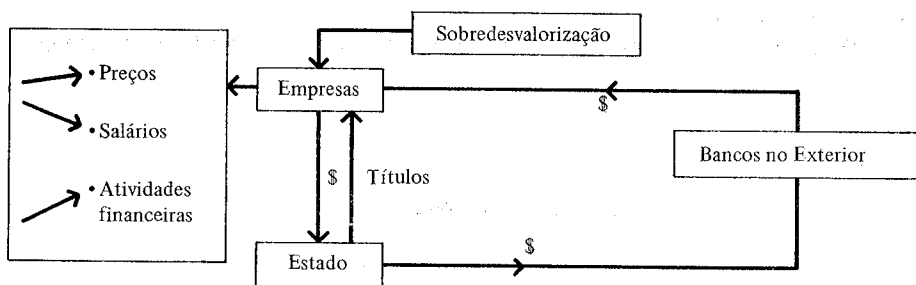 Sobredesvalorização
• Preços
Empresas
$
• Salários
Bancos no Exterior
$
Títulos
• Atividades
financeiras
$
Estado